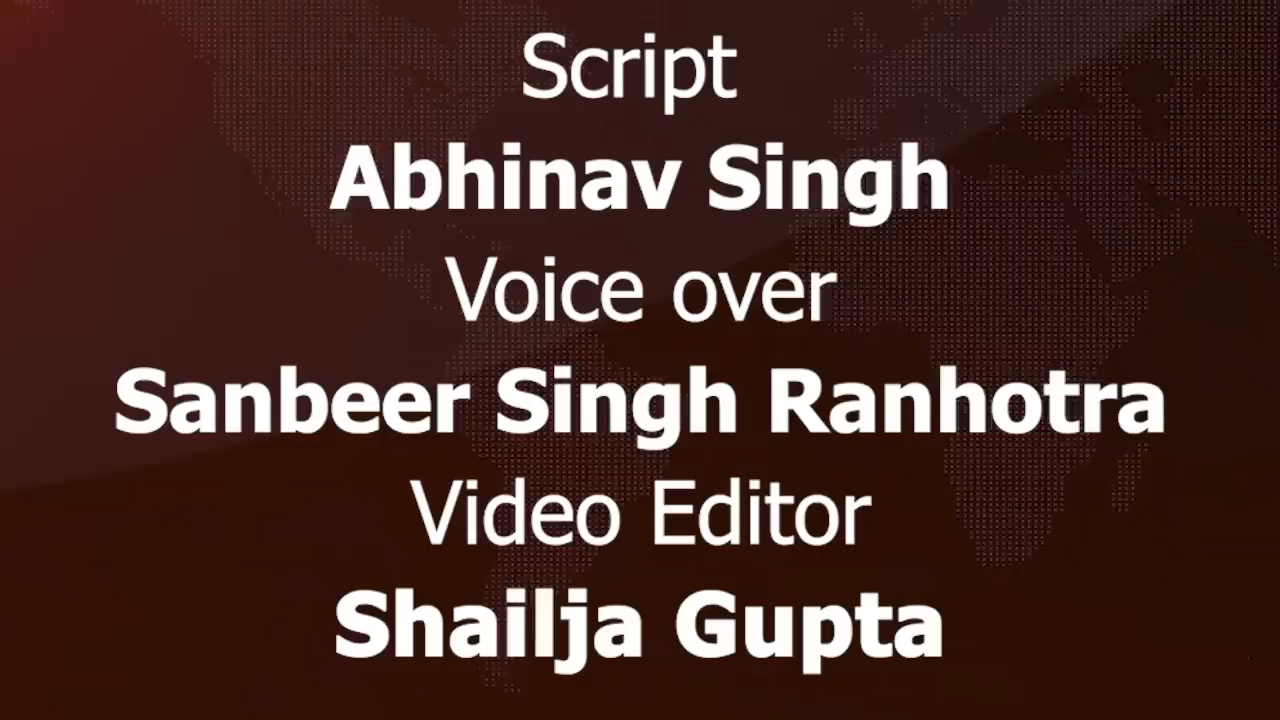 Script
Abhinav Singh
Voice over
Sanbeer Singh Ranhotra
Video Editor
Shailja Gupta